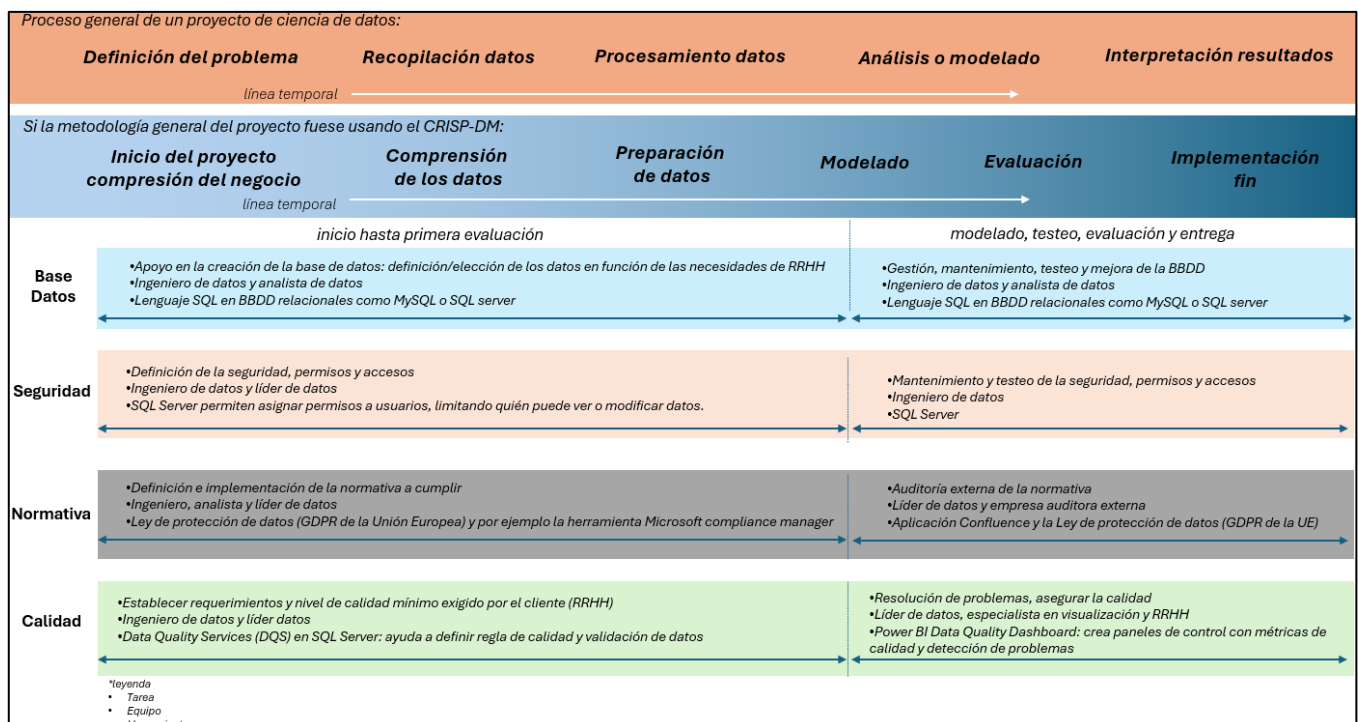 Proceso general de un proyecto de ciencia de datos:
Definición del problema
Recopilación datos
Procesamiento datos
Análisis o modelado
Interpretación resultados
línea temporal
Si la metodología general del proyecto fuese usando el CRISP-DM:
Inicio del proyecto
compresión del negocio
Comprensión
de los datos
Preparación
de datos
Modelado
Evaluación
Implementación
fin
línea temporal
inicio hasta primera evaluación
modelado, testeo, evaluación y entrega
Base
Datos
•Apoyo en la creación de la base de datos: definición/elección de los datos en función de las necesidades de RRHH
•Ingeniero de datos y analista de datos
•Lenguaje SQL en BBDD relacionales como MySQL o SQL server
•Gestión, mantenimiento, testeo y mejora de la BBDD
•Ingeniero de datos y analista de datos
•Lenguaje SQL en BBDD relacionales como MySQL o SQL server
Seguridad
•Definición de la seguridad, permisos y accesos
•Ingeniero de datos y líder de datos
•SQL Server permiten asignar permisos a usuarios, limitando quién puede ver o modificar datos.
•Mantenimiento y testeo de la seguridad, permisos y accesos
•Ingeniero de datos
•SQL Server
Normativa
•Definición e implementación de la normativa a cumplir
•Ingeniero, analista y líder de datos
•Ley de protección de datos (GDPR de la Unión Europea) y por ejemplo la herramienta Microsoft compliance manager
•Auditoría externa de la normativa
•Líder de datos y empresa auditora externa
•Aplicación Confluence y la Ley de protección de datos (GDPR de la UE)
Calidad
•Establecer requerimientos y nivel de calidad mínimo exigido por el cliente (RRHH)
•Ingeniero de datos y líder datos
•Data Quality Services (DQS) en SQL Server: ayuda a definir regla de calidad y validación de datos
•Resolución de problemas, asegurar la calidad
•Líder de datos, especialista en visualización y RRHH
•Power BI Data Quality Dashboard: crea paneles de control con métricas de
calidad y detección de problemas
*leyenda
• Tarea
• Equipo